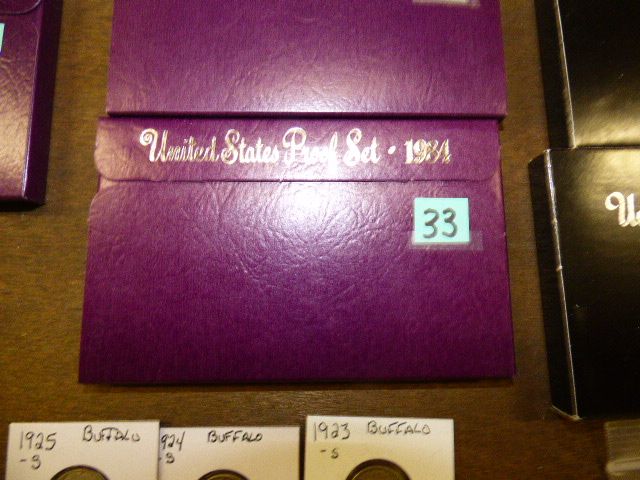 United States Proof Set · 1984
33
1925 BUFFALO
-S
924 BUFFALO
-S
1923 BUFFALO
-S